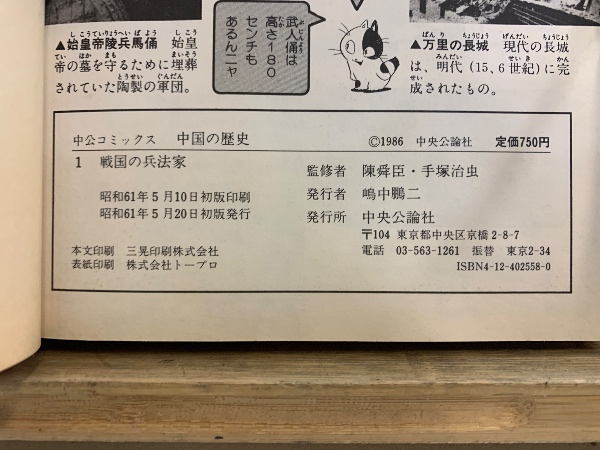 武人俑は
高さ180
センチも
あるんニャ
▲始皇帝陵兵馬俑 始皇
帝の墓を守るために埋葬
されていた陶製の軍団。
▲万里の長城 現代の長城
は、明代(15、6世紀)に完
成されたもの。
中公コミックス 中国の歴史
©1986 中央公論社 定価750円
1 戦国の兵法家
監修者 陳舜臣・手塚治虫
昭和61年5月10日初版印刷
昭和61年5月20日初版発行
発行者 嶋中鵬二
発行所 中央公論社
〒104 東京都中央区京橋2-8-7
電話 03-563-1261 振替 東京2-34
本文印刷 三晃印刷株式会社
表紙印刷 株式会社トープロ
ISBN4-12-402558-0